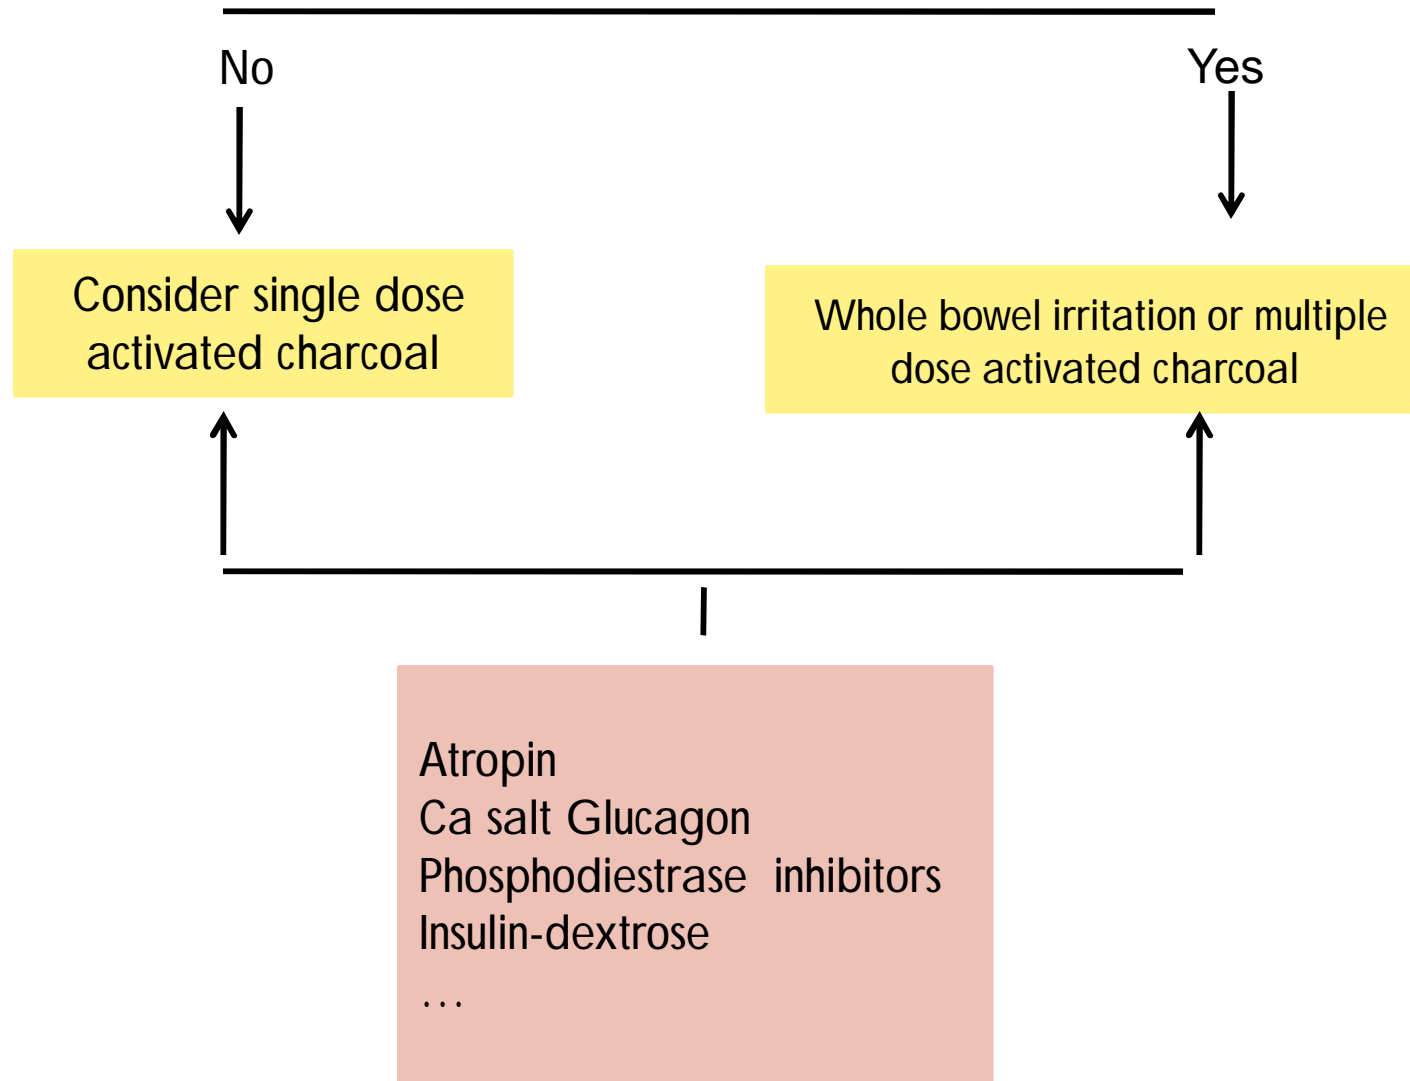 No
Yes
Consider single dose
activated charcoal
Whole bowel irritation or multiple
dose activated charcoal
Atropin
Ca salt Glucagon
Phosphodiestrase inhibitors
Insulin-dextrose
...